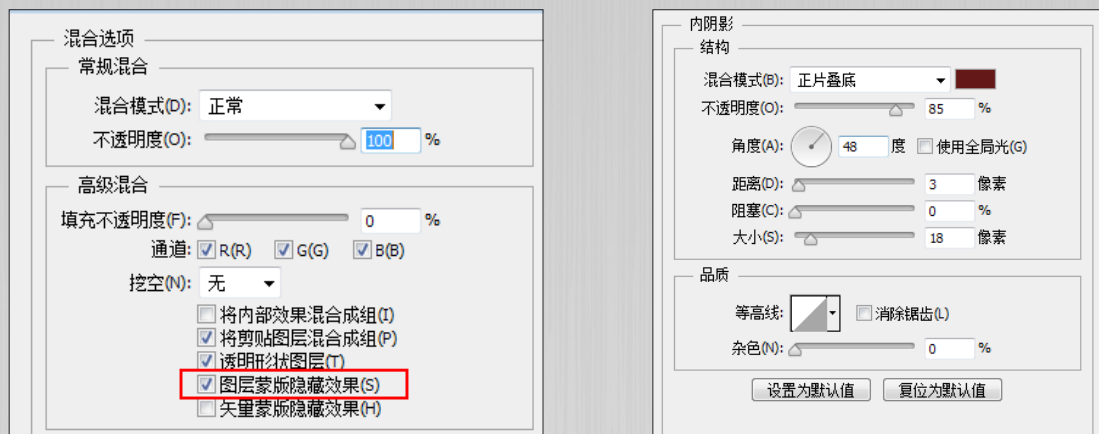 混合选项
常规混合
混合模式(D): 正常
不透明度(O): 100 %
高级混合
填充不透明度(F): 0 %
通道: R(R) G(G) B(B)
挖空(N): 无
将内部效果混合成组(I)
将剪贴图层混合成组(P)
透明形状图层(T)
图层蒙版隐藏效果(S)
矢量蒙版隐藏效果(H)
内阴影
结构
混合模式(B): 正片叠底
不透明度(O): 85 %
角度(A): 48 度 使用全局光(G)
距离(D): 3 像素
阻塞(C): 0 %
大小(S): 18 像素
品质
等高线: 消除锯齿(L)
杂色(N): 0 %
设置为默认值 复位为默认值